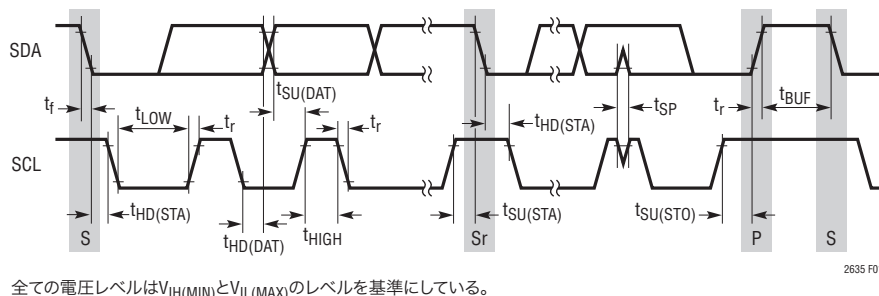 SDA
tf
tLOW
tr
tSU(DAT)
tr
tHD(STA)
tSP
tr
tBUF
SCL
tHD(STA)
tHD(DAT)
tHIGH
tSU(STA)
tSU(STO)
S
Sr
P
S
2635 F0
全ての電圧レベルはVIH(MIN)とVIL(MAX)のレベルを基準にしている。